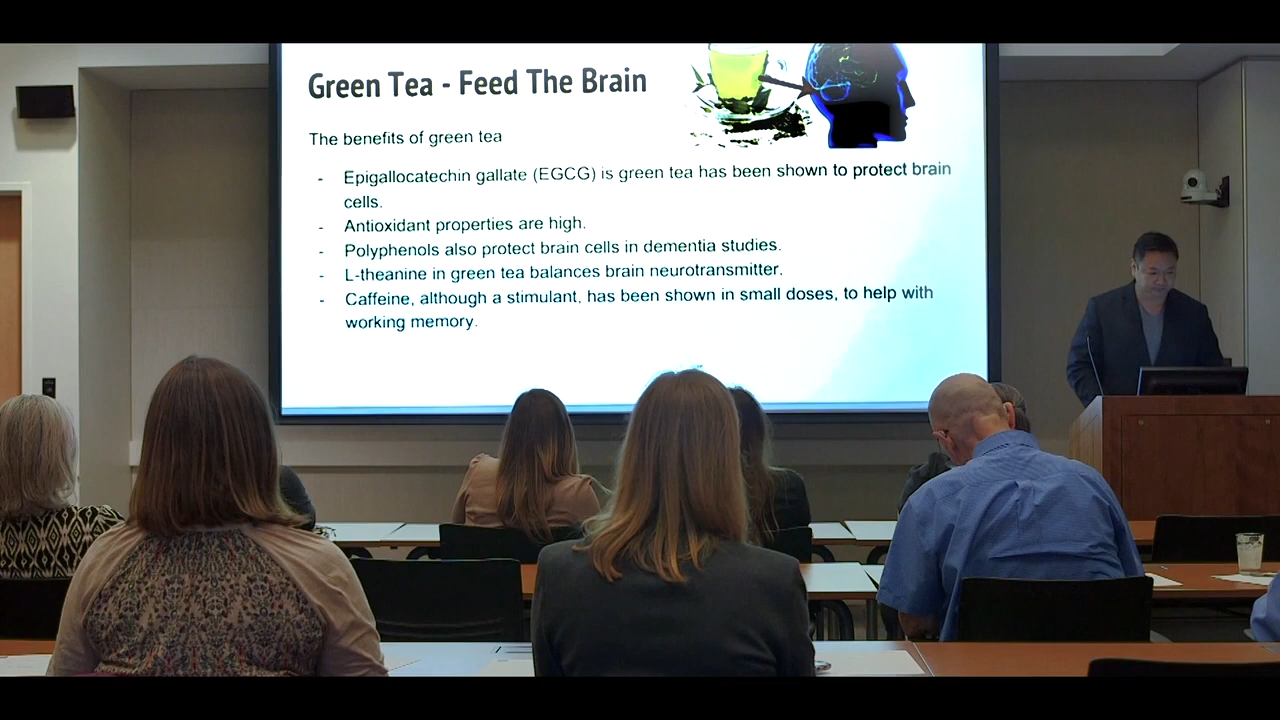 Green Tea - Feed The Brain
The benefits of green tea
- Epigallocatechin gallate (EGCG) is green tea has been shown to protect brain
cells.
- Antioxidant properties are high.
- Polyphenols also protect brain cells in dementia studies.
- L-theanine in green tea balances brain neurotransmitter.
- Caffeine, although a stimulant, has been shown in small doses, to help with
working memory.